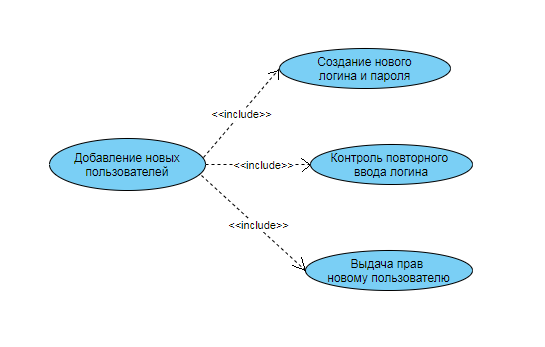 Создание нового
логина и пароля
<<include>>
Добавление новых
пользователей
<<include>>
Контроль повторного
ввода логина
<<include>>
Выдача прав
новому пользователю